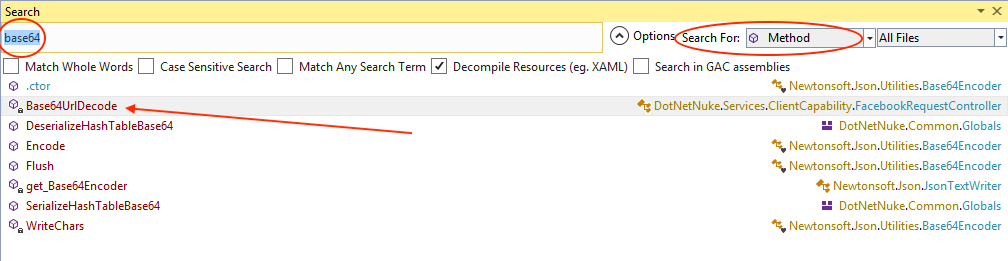 Search
base64 Options Search For: Method All Files
Match Whole Words Case Sensitive Search Match Any Search Term Decompile Resources (eg. XAML) Search in GAC assemblies
.ctor Newtonsoft.Json.Utilities.Base64Encoder
Base64UrlDecode DotNetNuke.Services.ClientCapability.FacebookRequestController
DeserializeHashTableBase64 DotNetNuke.Common.Globals
Encode Newtonsoft.Json.Utilities.Base64Encoder
Flush Newtonsoft.Json.Utilities.Base64Encoder
get_Base64Encoder Newtonsoft.Json.JsonTextWriter
SerializeHashTableBase64 DotNetNuke.Common.Globals
WriteChars Newtonsoft.Json.Utilities.Base64Encoder